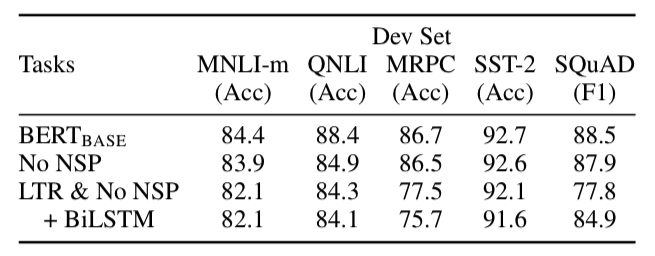 Dev Set
Tasks MNLI-m QNLI MRPC SST-2 SQuAD
(Acc) (Acc) (Acc) (Acc) (F1)
BERTBASE 84.4 88.4 86.7 92.7 88.5
No NSP 83.9 84.9 86.5 92.6 87.9
LTR & No NSP 82.1 84.3 77.5 92.1 77.8
+ BiLSTM 82.1 84.1 75.7 91.6 84.9